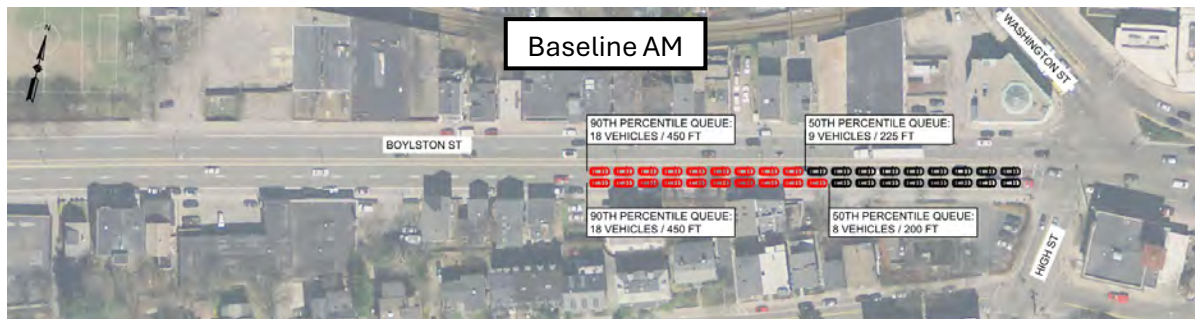 Baseline AM
N
WASHINGTON ST
90TH PERCENTILE QUEUE:
18 VEHICLES / 450 FT
50TH PERCENTILE QUEUE:
9 VEHICLES / 225 FT
BOYLSTON ST
90TH PERCENTILE QUEUE:
18 VEHICLES / 450 FT
50TH PERCENTILE QUEUE:
8 VEHICLES / 200 FT
HIGH ST